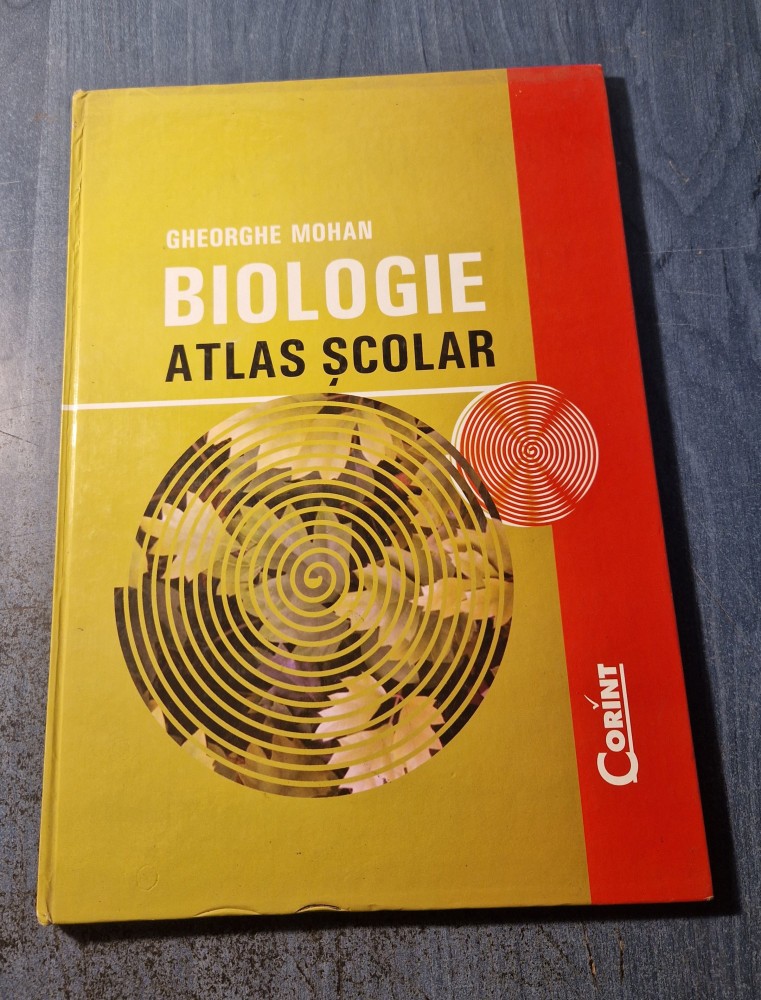 GHEORGHE MOHAN
BIOLOGIE
ATLAS ȘCOLAR
CORINT